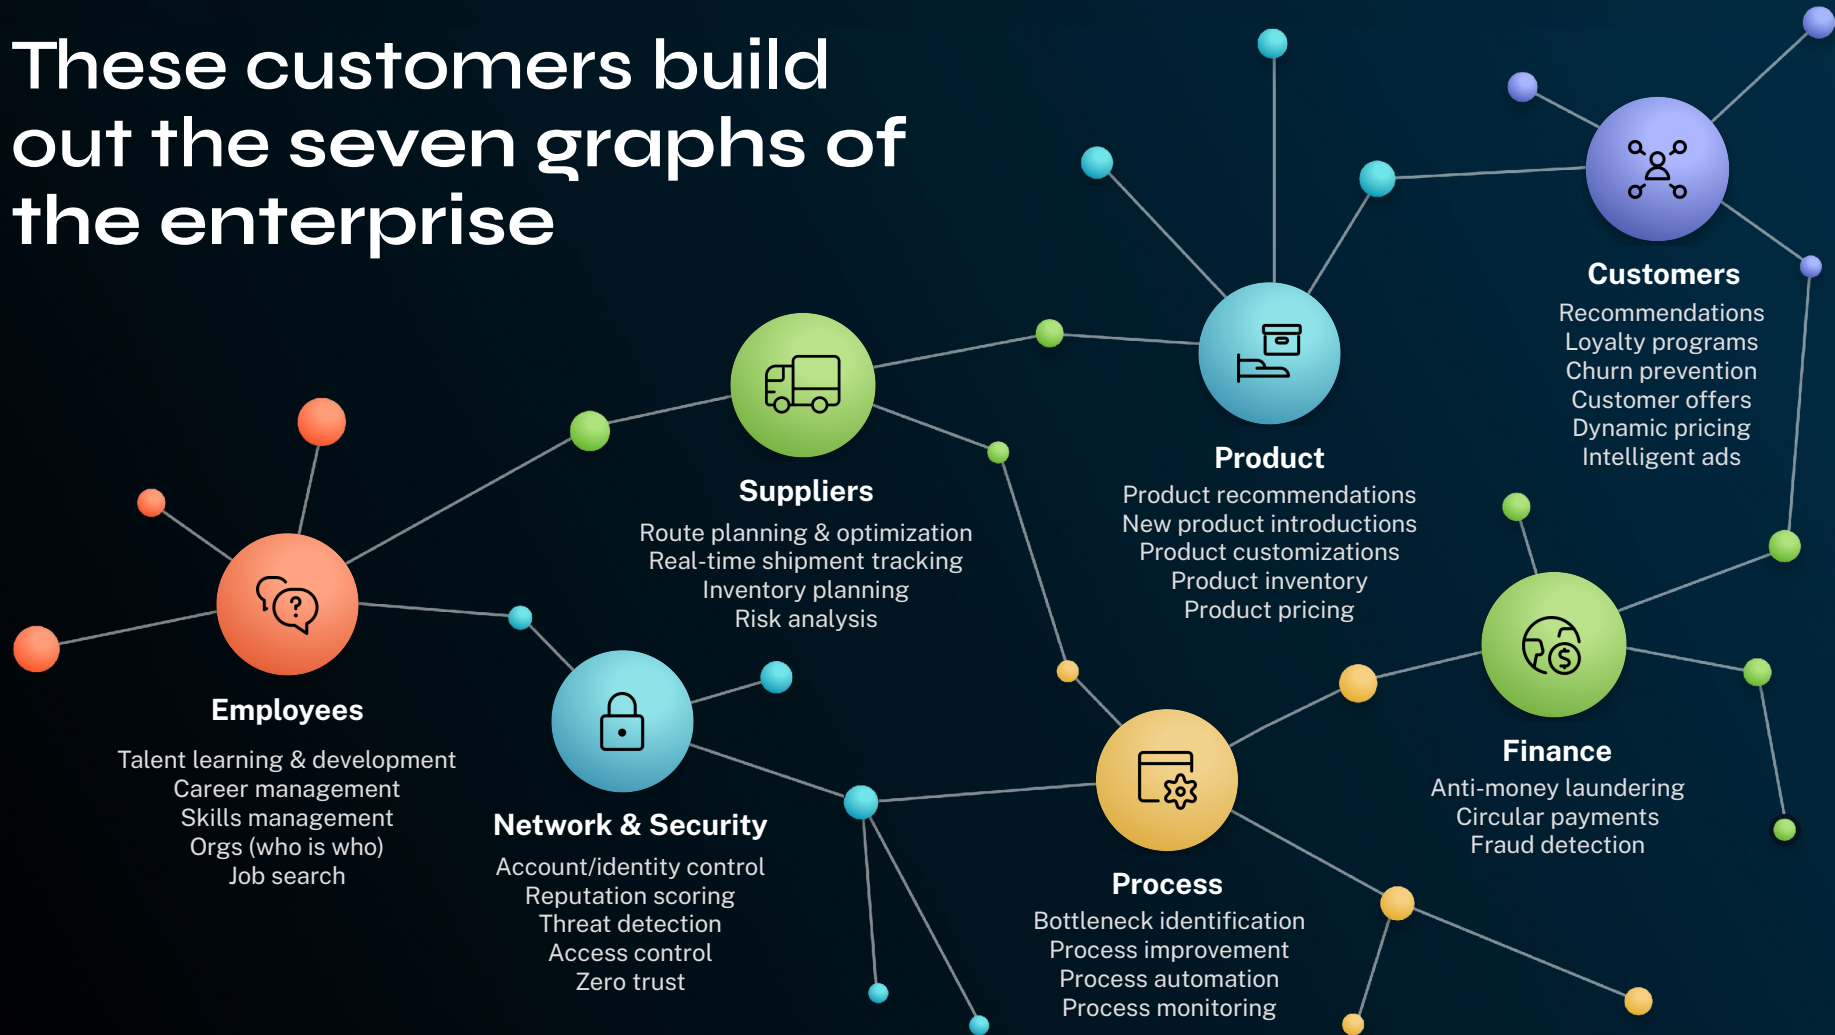 These customers build
out the seven graphs of
the enterprise
Customers
Recommendations
Loyalty programs
Churn prevention
Customer offers
Dynamic pricing
Intelligent ads
Product
Product recommendations
New product introductions
Product customizations
Product inventory
Product pricing
Suppliers
Route planning & optimization
Real-time shipment tracking
Inventory planning
Risk analysis
Employees
Talent learning & development
Career management
Skills management
Orgs (who is who)
Job search
Network & Security
Account/identity control
Reputation scoring
Threat detection
Access control
Zero trust
Process
Bottleneck identification
Process improvement
Process automation
Process monitoring
Finance
Anti-money laundering
Circular payments
Fraud detection